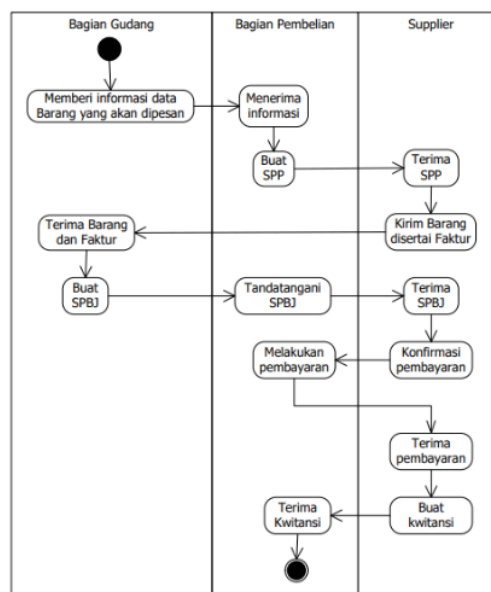 Bagian Gudang
Bagian Pembelian
Supplier
Memberi informasi data
Barang yang akan dipesan
Menerima
informasi
Buat
SPP
Terima
SPP
Kirim Barang
disertai Faktur
Terima Barang
dan Faktur
Buat
SPBJ
Tandatangani
SPBJ
Terima
SPBJ
Konfirmasi
pembayaran
Melakukan
pembayaran
Terima
pembayaran
Buat
kwitansi
Terima
Kwitansi